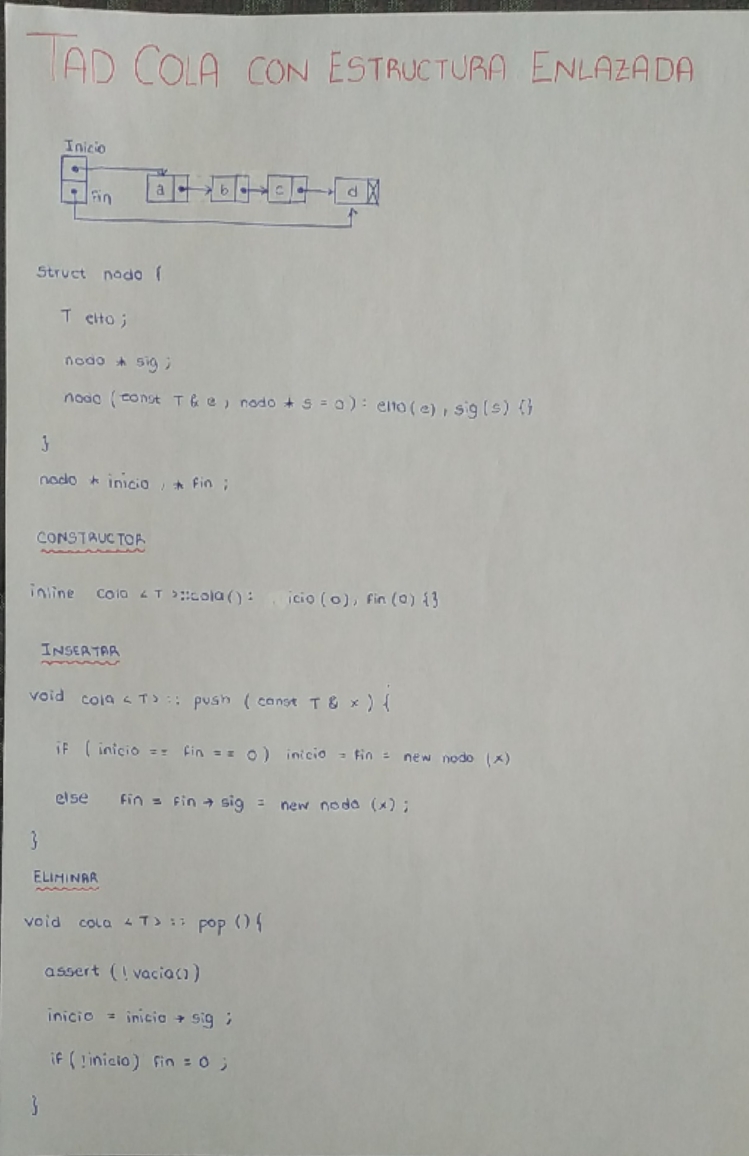 TAD COLA CON ESTRUCTURA ENLAZADA
Inicio
a b c d
Fin
Struct nodo {
T elto;
nodo * sig;
nodo (const T & e, nodo * s = 0): elto(e), sig(s) {}
}
nodo * inicio, * fin;
CONSTRUCTOR
inline cola <T>::cola(): icio(0), fin(0) {}
INSERTAR
void cola <T>:: push (const T & x) {
if (inicio == fin == 0) inicio = fin = new nodo (x)
else fin = fin → sig = new nodo (x);
}
ELIMINAR
void cola <T>:: pop () {
assert (!vacia())
inicio = inicio → sig;
if (!inicio) fin = 0;
}